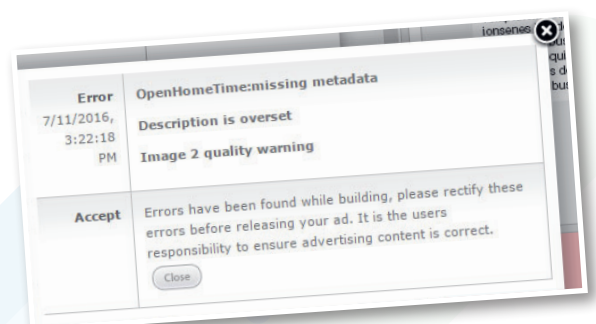 ionsenes
Error
7/11/2016,
3:22:18
PM
OpenHomeTime:missing metadata
Description is overset
Image 2 quality warning
Accept
Errors have been found while building, please rectify these
errors before releasing your ad. It is the users
responsibility to ensure advertising content is correct.
Close